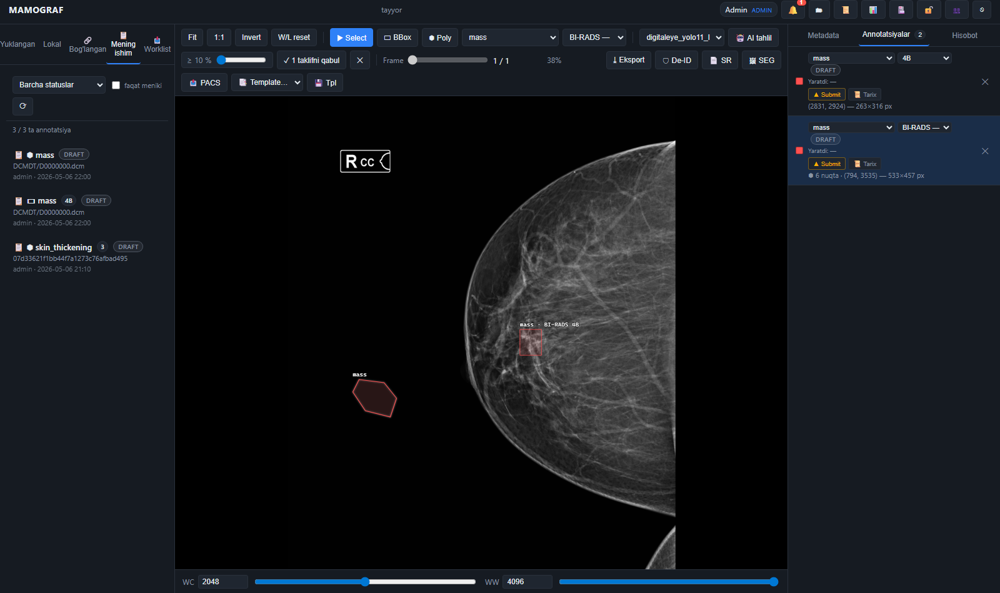 MAMOGRAF
tayyor
Admin ADMIN
1
Yuklangan
Lokal
Bog'langan
Mening ishim
Worklist
Barcha statuslar
faqat meniki
3 / 3 ta annotatsiya
mass DRAFT
DCMDT/D0000000.dcm
admin · 2026-05-06 22:00
mass 4B DRAFT
DCMDT/D0000000.dcm
admin · 2026-05-06 22:00
skin_thickening 3 DRAFT
07d33621f1bb44f7a1273c76afbad495
admin · 2026-05-06 21:10
Fit 1:1 Invert W/L reset Select BBox Poly mass BI-RADS — digitaleye_yolo11_l AI tahlil
≥ 10 % ✓ 1 taklifni qabul ✕ Frame 1 / 1 38% Eksport De-ID SR SEG
PACS Template... Tpl
R CC
mass · BI-RADS 4B
mass
WC 2048 WW 4096
Metadata Annotatsiyalar 2 Hisobot
mass 4B
DRAFT
Yaratdi: —
Submit Tarix
(2831, 2924) — 263×316 px
mass BI-RADS —
DRAFT
Yaratdi: —
Submit Tarix
6 nuqta · (794, 3535) — 533×457 px